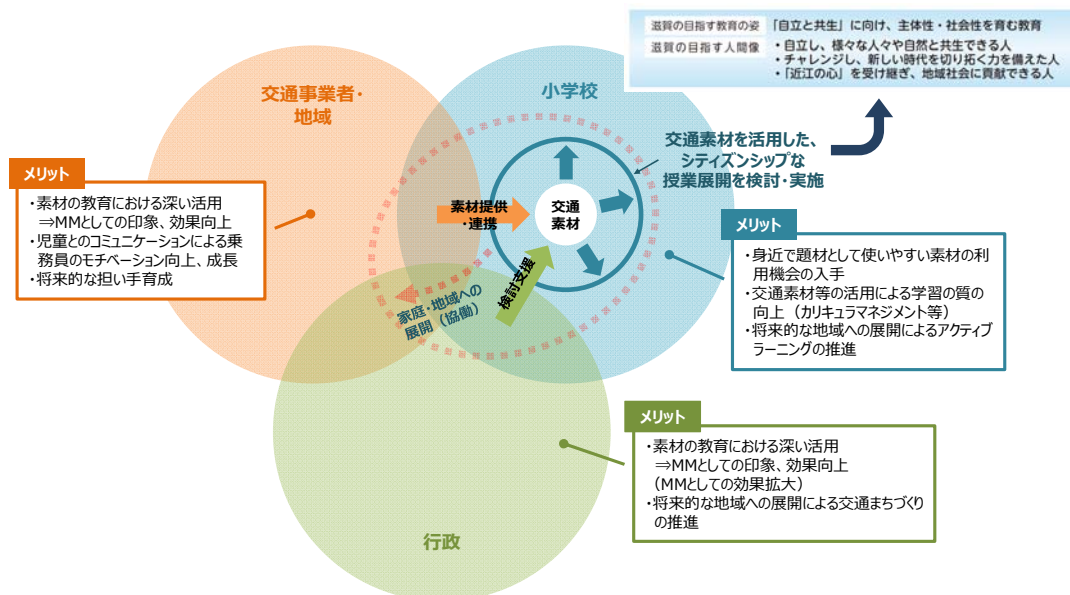 滋賀の目指す教育の姿 「自立と共生」に向け、主体性・社会性を育む教育
滋賀の目指す人間像 ・自立し、様々な人々や自然と共生できる人
・チャレンジし、新しい時代を切り拓く力を備えた人
・「近江の心」を受け継ぎ、地域社会に貢献できる人
交通事業者・
地域
小学校
交通素材を活用した、
シティズンシップな
授業展開を検討・実施
メリット
・素材の教育における深い活用
⇒MMとしての印象、効果向上
・児童とのコミュニケーションによる乗
務員のモチベーション向上、成長
・将来的な担い手育成
素材提供
・連携
交通
素材
検討支援
家庭・地域への
展開（協働）
メリット
・身近で題材として使いやすい素材の利
用機会の入手
・交通素材等の活用による学習の質の
向上（カリキュラマネジメント等）
・将来的な地域への展開によるアクティブ
ラーニングの推進
メリット
・素材の教育における深い活用
⇒MMとしての印象、効果向上
（MMとしての効果拡大）
・将来的な地域への展開による交通まちづくり
の推進
行政